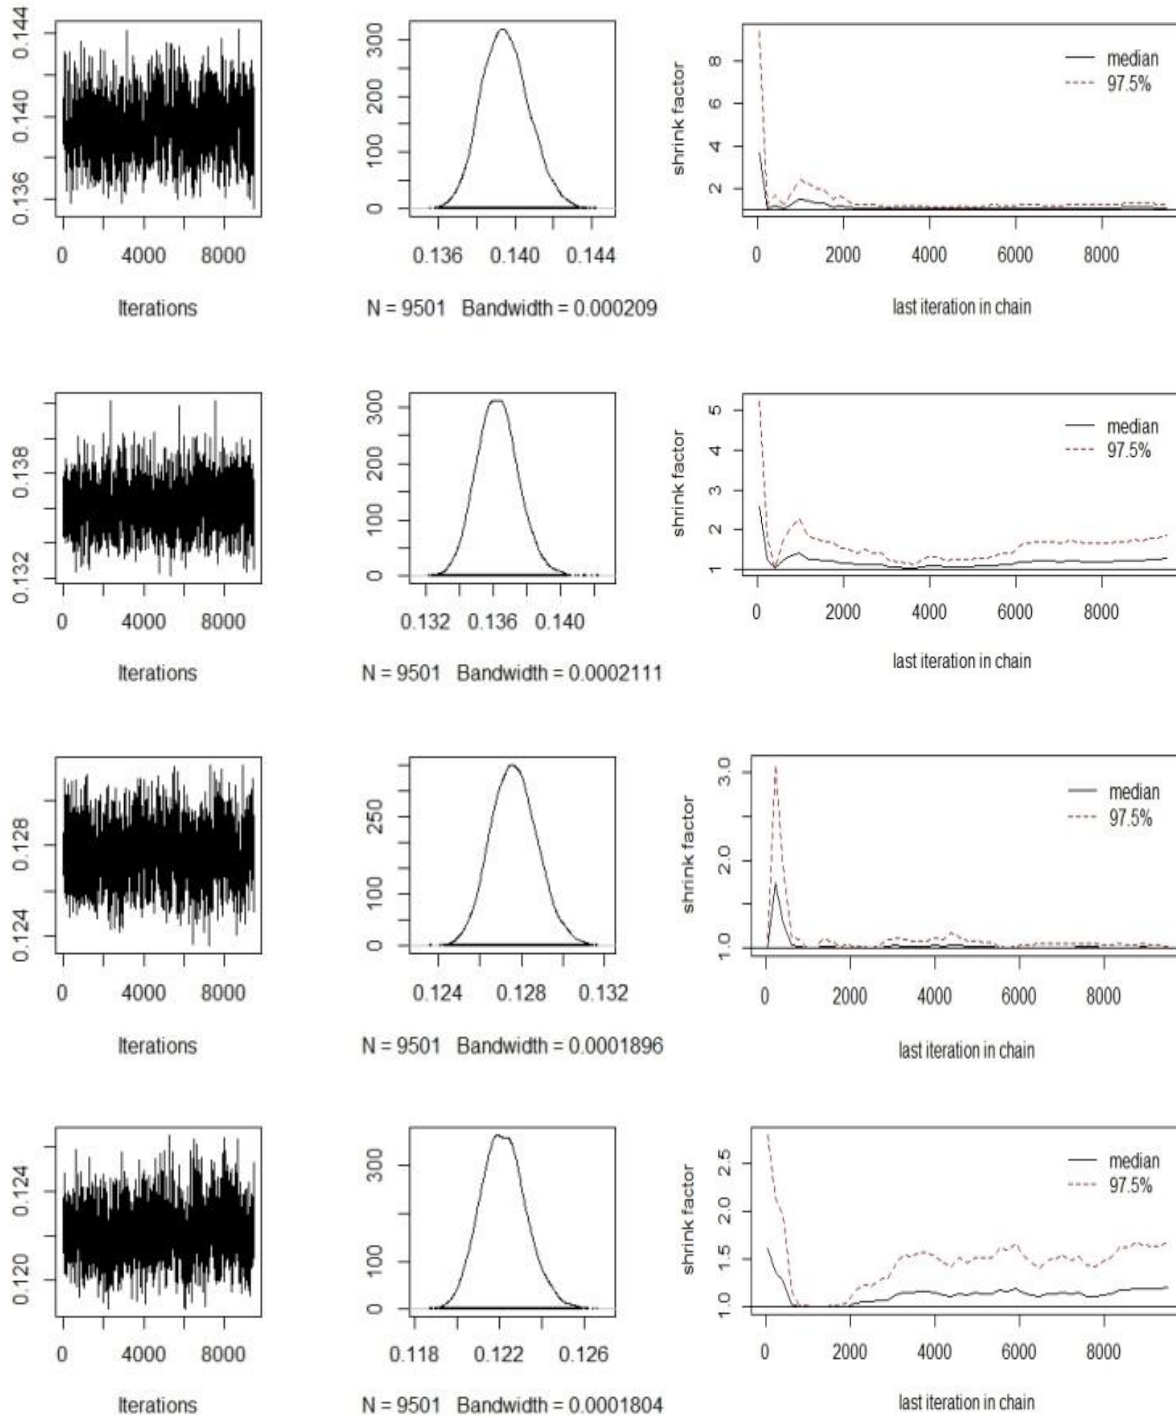 0.136 0.140 0.144
0 100 200 300
shrink factor
2 4 6 8
median
97.5%
0 4000 8000
0.136 0.140 0.144
0 2000 4000 6000 8000
Iterations
N = 9501 Bandwidth = 0.000209
last iteration in chain
0.132 0.138
0 100 200 300
shrink factor
1 2 3 4 5
median
97.5%
0 4000 8000
0.132 0.136 0.140
0 2000 4000 6000 8000
Iterations
N = 9501 Bandwidth = 0.0002111
last iteration in chain
0.124 0.128
0 100 250
shrink factor
1.0 2.0 3.0
median
97.5%
0 4000 8000
0.124 0.128 0.132
0 2000 4000 6000 8000
Iterations
N = 9501 Bandwidth = 0.0001896
last iteration in chain
0.120 0.124
0 100 300
shrink factor
1.0 1.5 2.0 2.5
median
97.5%
0 4000 8000
0.118 0.122 0.126
0 2000 4000 6000 8000
Iterations
N = 9501 Bandwidth = 0.0001804
last iteration in chain